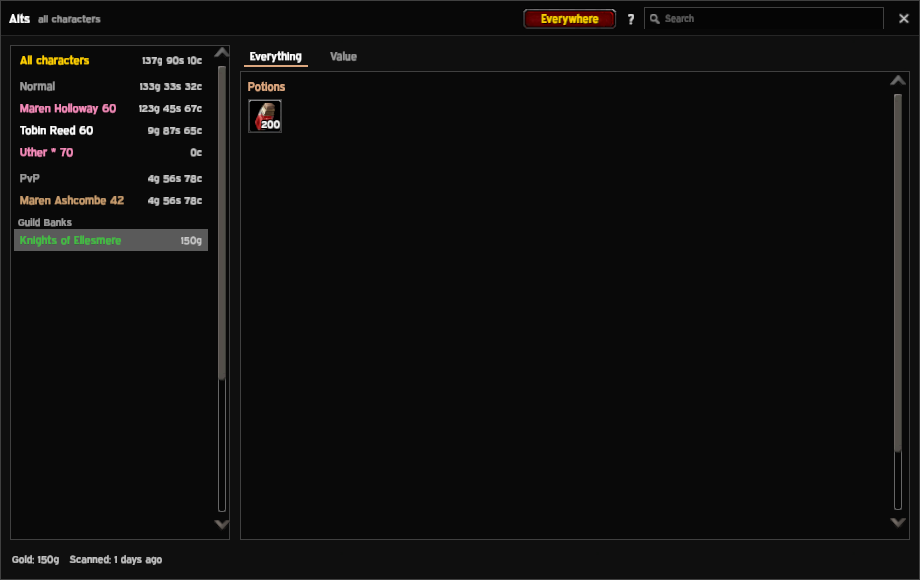 Alts all characters Everywhere ? Search
All characters 137g 90s 10c
Normal 133g 33s 32c
Maren Holloway 60 123g 45s 67c
Tobin Reed 60 9g 87s 65c
Uther * 70 0c
PvP 4g 56s 78c
Maren Ashcombe 42 4g 56s 78c
Guild Banks
Knights of Ellesmere 150g
Everything Value
Potions
200
Gold: 150g Scanned: 1 days ago